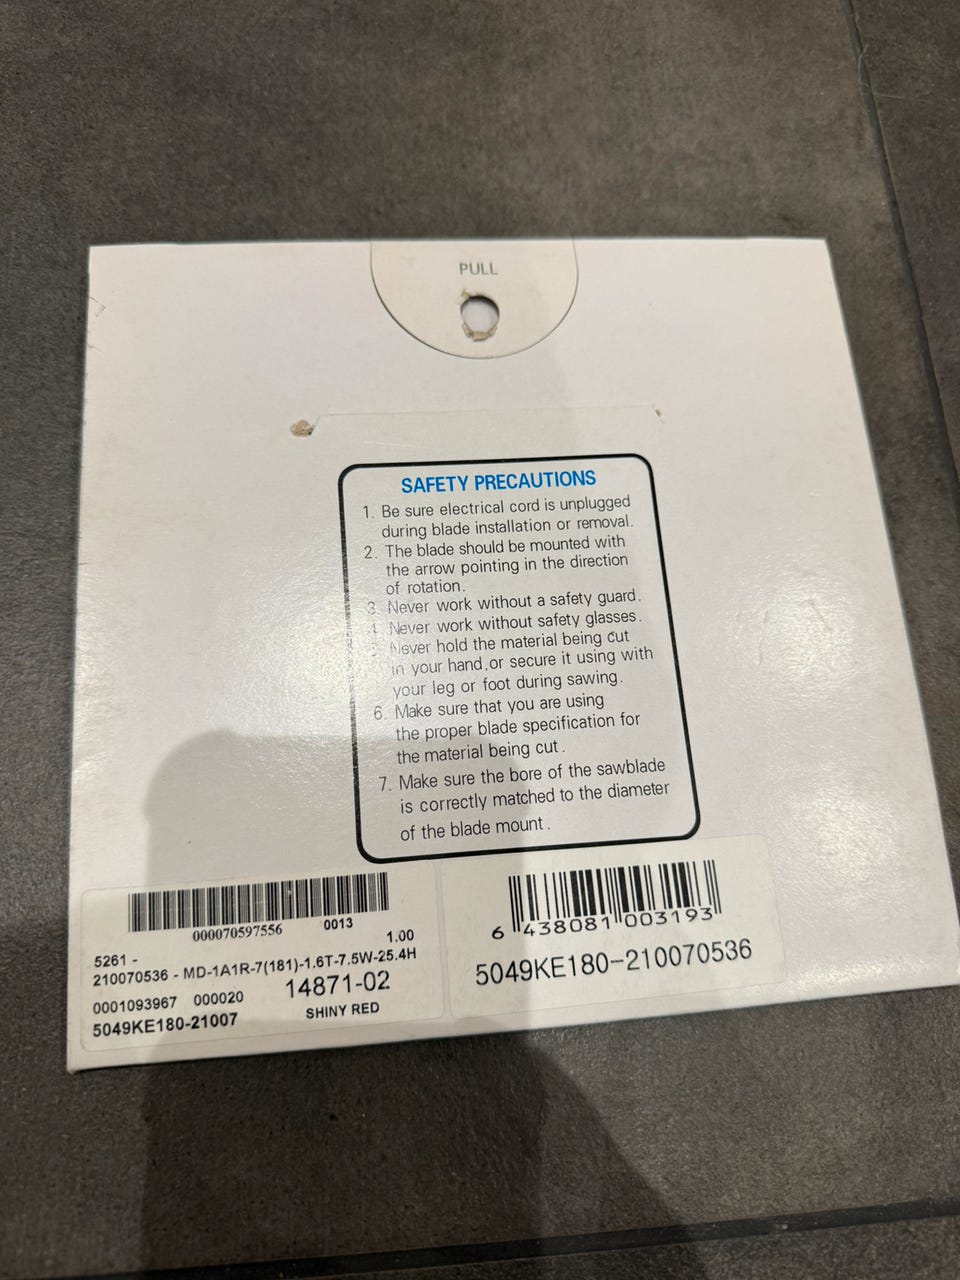 PULL
SAFETY PRECAUTIONS
1. Be sure electrical cord is unplugged
during blade installation or removal.
2. The blade should be mounted with
the arrow pointing in the direction
of rotation.
3. Never work without a safety guard.
4 Never work without safety glasses.
5 Never hold the material being cut
in your hand,or secure it using with
your leg or foot during sawing.
6. Make sure that you are using
the proper blade specification for
the material being cut.
7. Make sure the bore of the sawblade
is correctly matched to the diameter
of the blade mount.
000070597556 0013
5261 - 1.00
210070536 - MD-1A1R-7(181)-1.6T-7.5W-25.4H
0001093967 000020 14871-02
5049KE180-21007 SHINY RED
6 438081 003193
5049KE180-210070536